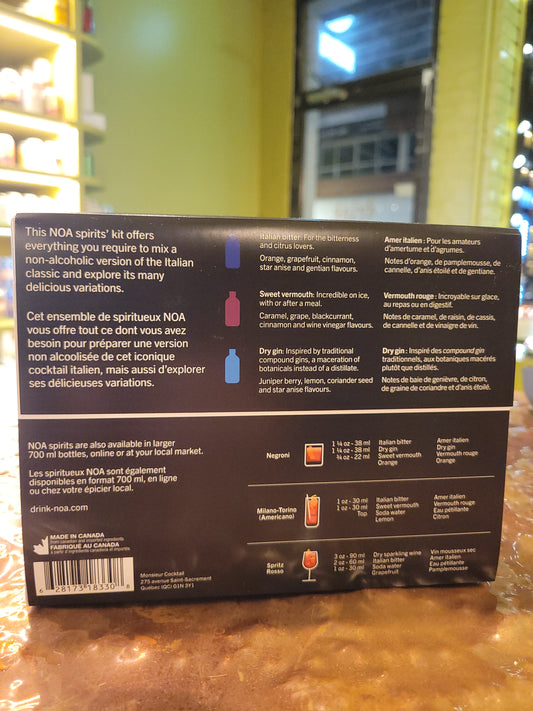 This NOA spirits' kit offers
everything you require to mix a
non-alcoholic version of the Italian
classic and explore its many
delicious variations.
Cet ensemble de spiritueux NOA
vous offre tout ce dont vous avez
besoin pour préparer une version
non alcoolisée de cet iconique
cocktail italien, mais aussi d'explorer
ses délicieuses variations.
Italian bitter: For the bitterness
and citrus lovers.
Orange, grapefruit, cinnamon,
star anise and gentian flavours.
Sweet vermouth: Incredible on ice,
with or after a meal.
Caramel, grape, blackcurrant,
cinnamon and wine vinegar flavours.
Dry gin: Inspired by traditional
compound gins, a maceration of
botanicals instead of a distillate.
Juniper berry, lemon, coriander seed
and star anise flavours.
Amer italien : Pour les amateurs
d'amertume et d'agrumes.
Notes d'orange, de pamplemousse, de
cannelle, d'anis étoilé et de gentiane.
Vermouth rouge : Incroyable sur glace,
au repas ou en digestif.
Notes de caramel, de raisin, de cassis,
de cannelle et de vinaigre de vin.
Dry gin : Inspiré des compound gin
traditionnels, aux botaniques macérés
plutôt que distillés.
Notes de baie de genièvre, de citron,
de graine de coriandre et d'anis étoilé.
NOA spirits are also available in larger
700 ml bottles, online or at your local market.
Les spiritueux NOA sont également
disponibles en format 700 ml, en ligne
ou chez votre épicier local.
drink-noa.com
MADE IN CANADA
from canadian and imported ingredients
FABRIQUÉ AU CANADA
à partir d'ingrédients canadiens et importés
6 28173 18330 8
Monsieur Cocktail
275 avenue Saint-Sacrement
Québec (QC) G1N 3Y1
Negroni
1 ¼ oz - 38 ml Italian bitter Amer italien
1 ¼ oz - 38 ml Dry gin Dry gin
¾ oz - 22 ml Sweet vermouth Vermouth rouge
Orange Orange
Milano-Torino
(Americano)
1 oz - 30 ml Italian bitter Amer italien
1 oz - 30 ml Sweet vermouth Vermouth rouge
Top Soda water Eau pétillante
Lemon Citron
Spritz
Rosso
3 oz - 90 ml Dry sparkling wine Vin mousseux sec
2 oz - 60 ml Italian bitter Amer italien
1 oz - 30 ml Soda water Eau pétillante
Grapefruit Pamplemousse